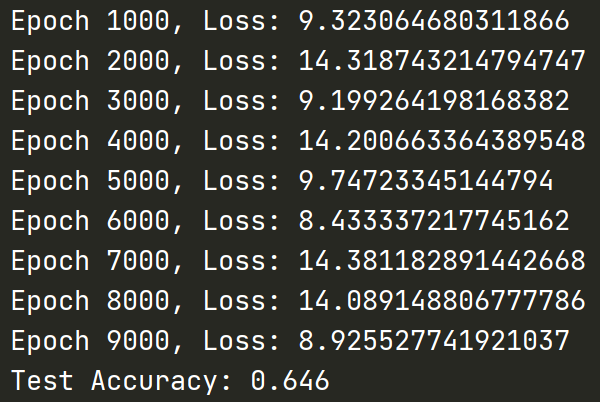 Epoch 1000, Loss: 9.323064680311866
Epoch 2000, Loss: 14.318743214794747
Epoch 3000, Loss: 9.199264198168382
Epoch 4000, Loss: 14.200663364389548
Epoch 5000, Loss: 9.74723345144794
Epoch 6000, Loss: 8.433337217745162
Epoch 7000, Loss: 14.381182891442668
Epoch 8000, Loss: 14.089148806777786
Epoch 9000, Loss: 8.925527741921037
Test Accuracy: 0.646